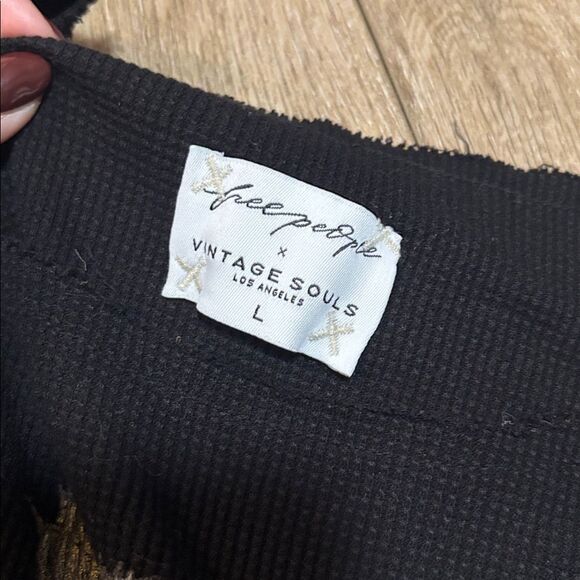 free people
x
VINTAGE SOULS
LOS ANGELES
L